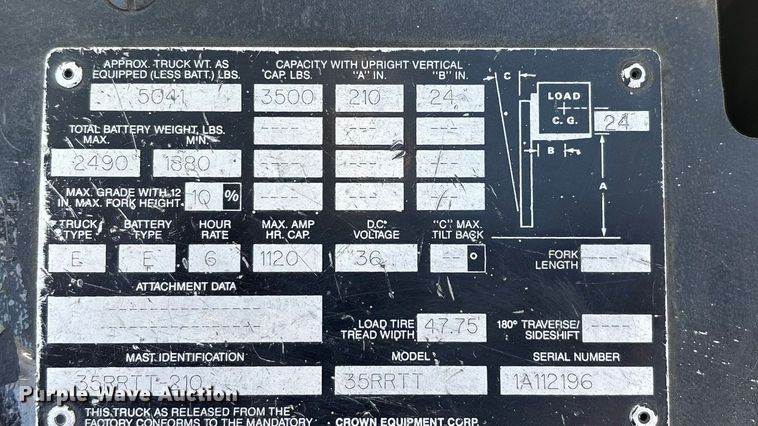 APPROX. TRUCK WT. AS
EQUIPPED (LESS BATT.) LBS.
5041
CAPACITY WITH UPRIGHT VERTICAL
CAP. LBS. "A" IN. "B" IN.
3500 210 24
--- --- ---
--- --- ---
--- --- ---
TOTAL BATTERY WEIGHT, LBS.
MAX. MIN.
2490 1880
MAX. GRADE WITH 12
IN. MAX. FORK HEIGHT
10 %
C
LOAD
C. G.
24
B
A
TRUCK TYPE BATTERY TYPE HOUR RATE MAX. AMP HR. CAP. D.C. VOLTAGE "C" MAX. TILT BACK
E E 6 1120 36 -- °
FORK
LENGTH
---
ATTACHMENT DATA
----------------
----------------
LOAD TIRE
TREAD WIDTH
47.75
180° TRAVERSE/
SIDESHIFT
----
MAST IDENTIFICATION MODEL SERIAL NUMBER
35RRTT-210 35RRTT 1A112196
Purple Wave Auction
THIS TRUCK AS RELEASED FROM THE
FACTORY CONFORMS TO THE MANDATORY
CROWN EQUIPMENT CORP.